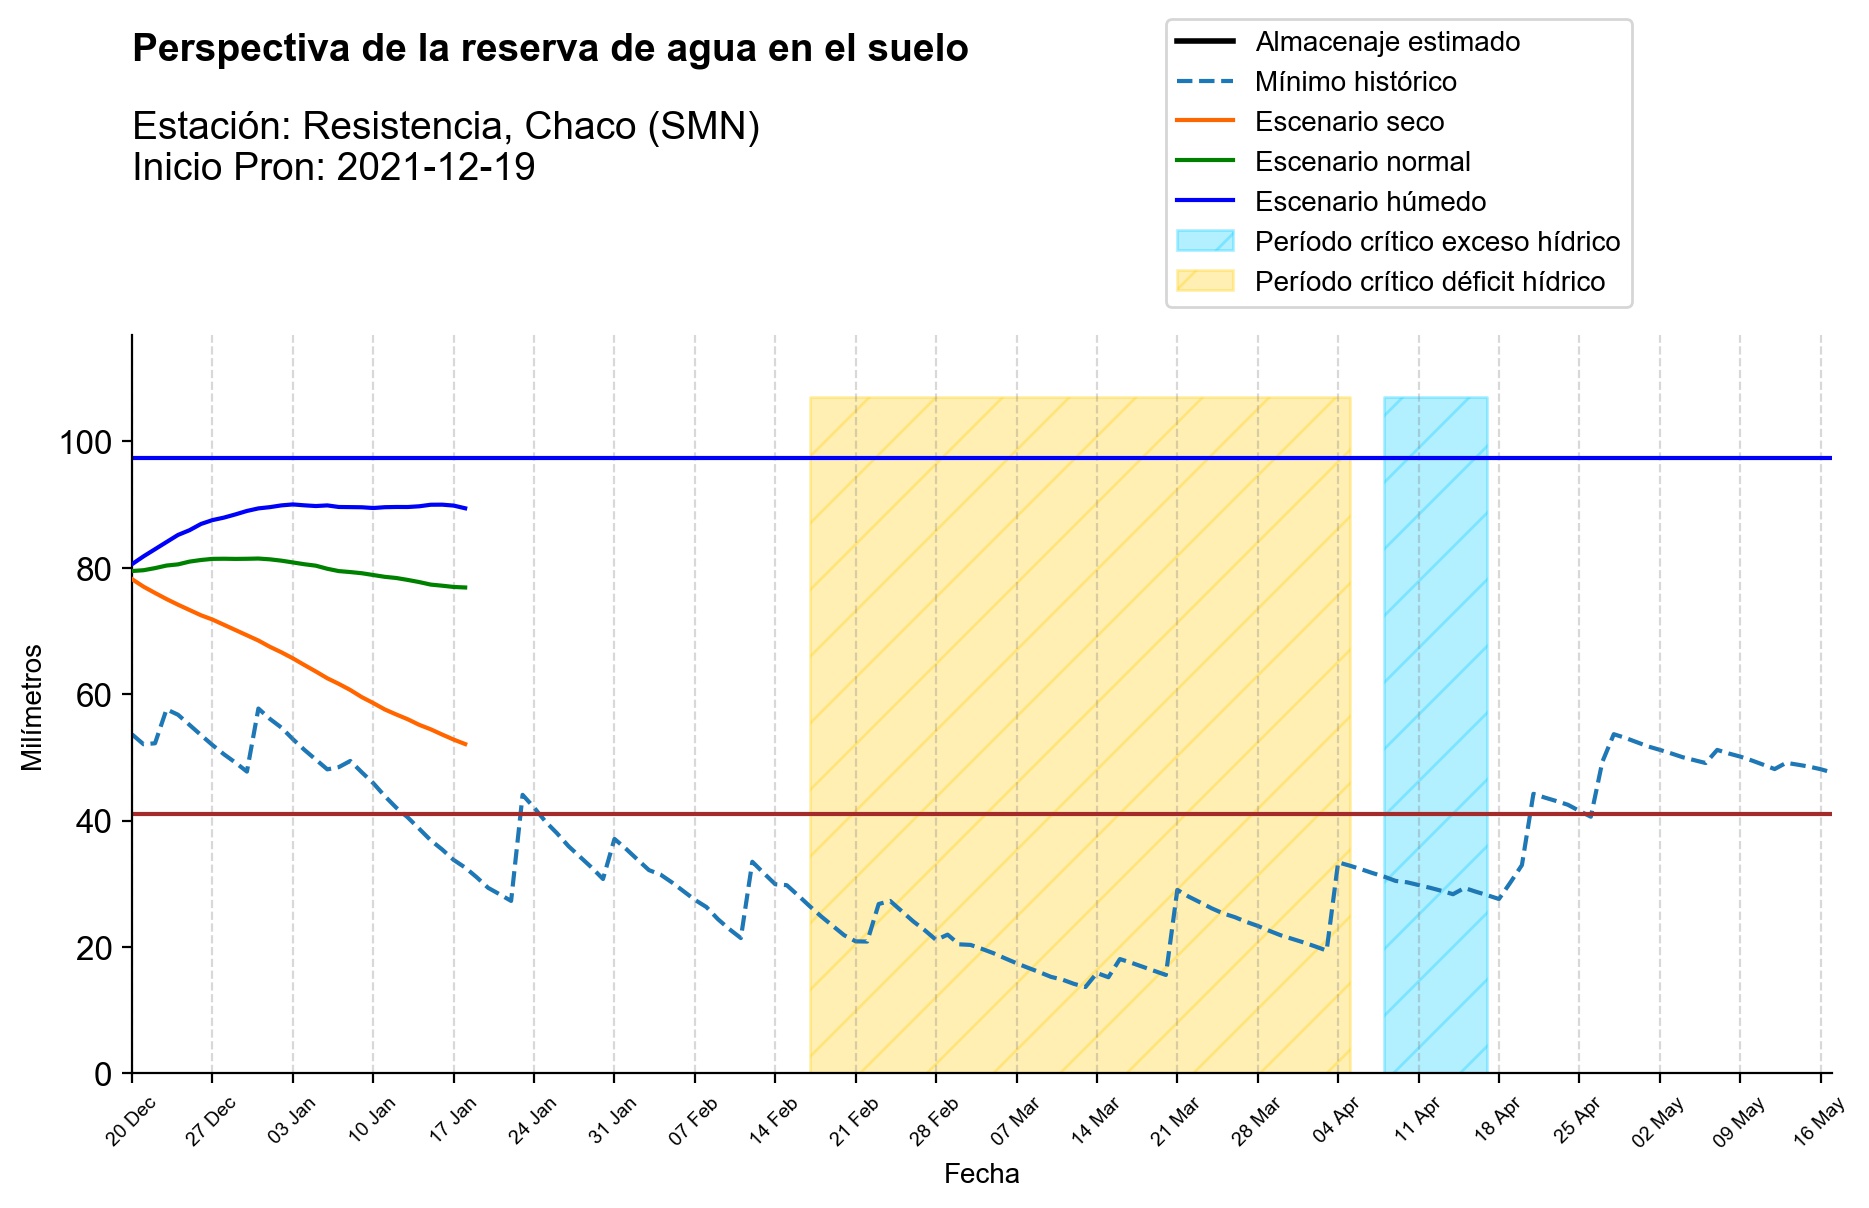 Perspectiva de la reserva de agua en el suelo
Estación: Resistencia, Chaco (SMN)
Inicio Pron: 2021-12-19
Almacenaje estimado
Mínimo histórico
Escenario seco
Escenario normal
Escenario húmedo
Período crítico exceso hídrico
Período crítico déficit hídrico
100
80
60
40
20
0
Milímetros
20 Dec
27 Dec
03 Jan
10 Jan
17 Jan
24 Jan
31 Jan
07 Feb
14 Feb
21 Feb
28 Feb
07 Mar
14 Mar
21 Mar
28 Mar
04 Apr
11 Apr
18 Apr
25 Apr
02 May
09 May
16 May
Fecha